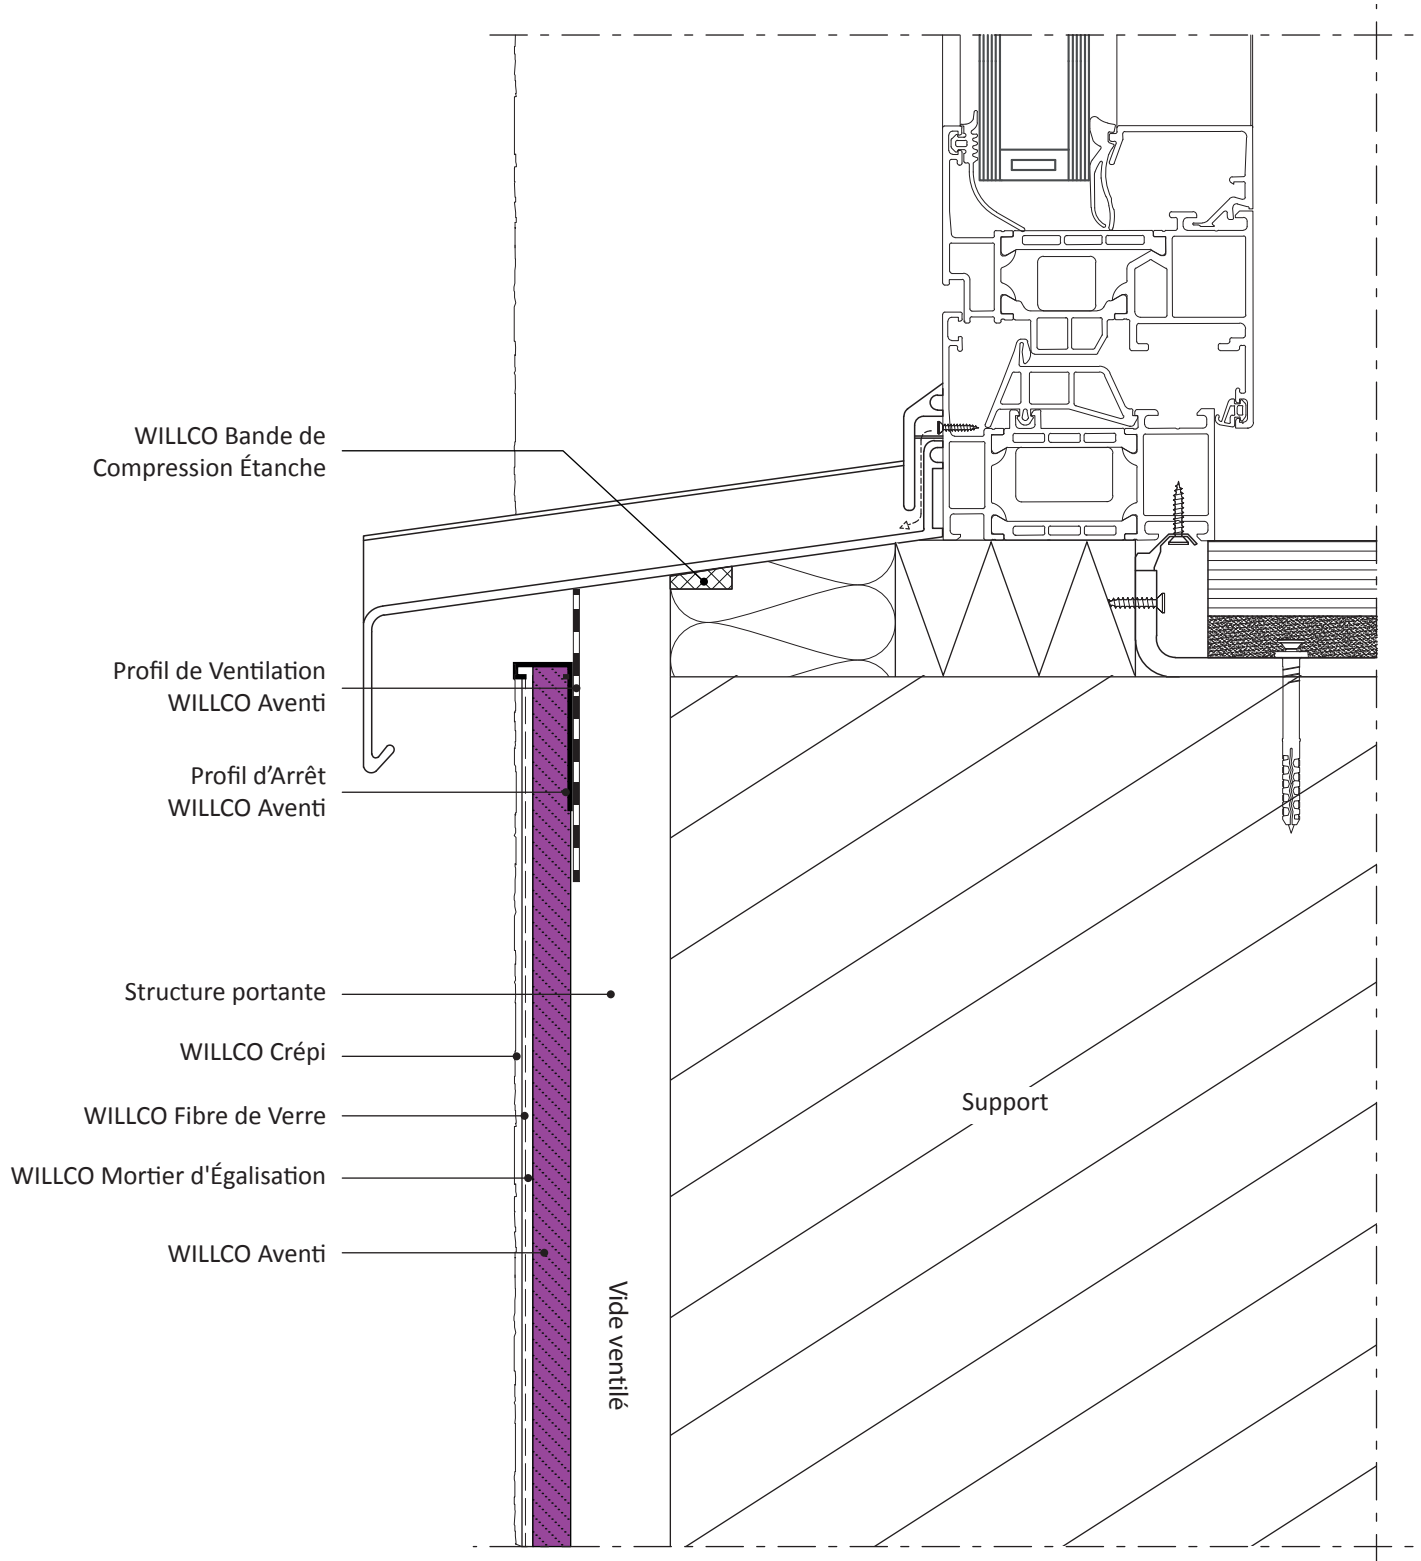 WILLCO Bande de
Compression Étanche
Profil de Ventilation
WILLCO Aventi
Profil d’Arrêt
WILLCO Aventi
Structure portante
WILLCO Crépi
WILLCO Fibre de Verre
WILLCO Mortier d'Égalisation
WILLCO Aventi
Vide ventilé
Support